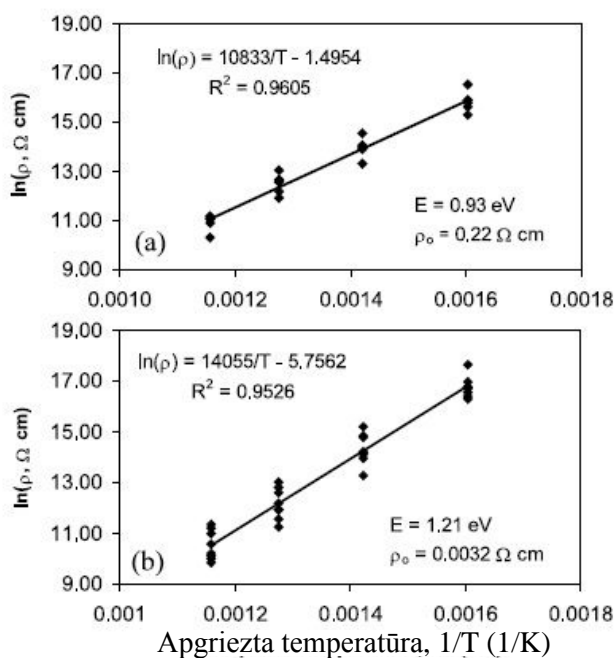 19.00
17.00
15.00
13.00
11.00
9.00
ln(ρ, Ω cm)
ln(ρ) = 10833/T - 1.4954
R² = 0.9605
E = 0.93 eV
ρₒ = 0,22 Ω cm
(a)
0.0010 0.0012 0.0014 0.0016 0.0018
19.00
17.00
15.00
13.00
11.00
9.00
ln(ρ, Ω cm)
ln(ρ) = 14055/T - 5.7562
R² = 0.9526
E = 1.21 eV
ρₒ = 0.0032 Ω cm
(b)
0.001 0.0012 0.0014 0.0016 0.0018
Apgriezta temperatūra, 1/T (1/K)